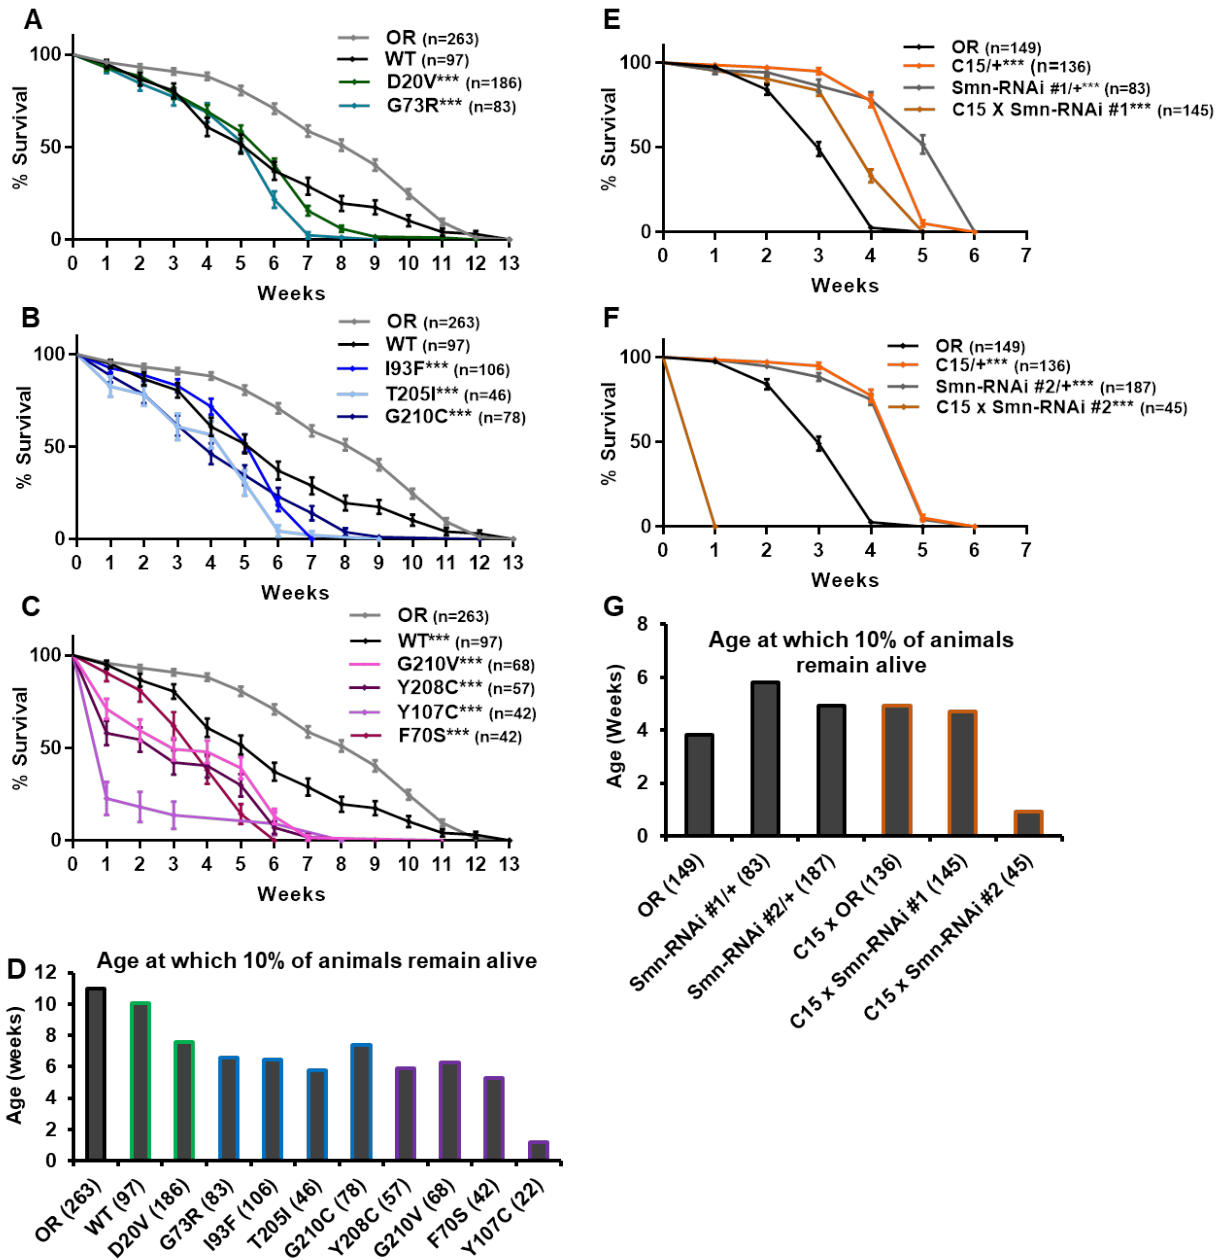 A
OR (n=263)
WT (n=97)
D20V*** (n=186)
G73R*** (n=83)
% Survival
100
50
0
0 1 2 3 4 5 6 7 8 9 10 11 12 13
Weeks
B
OR (n=263)
WT (n=97)
I93F*** (n=106)
T205I*** (n=46)
G210C*** (n=78)
% Survival
100
50
0
0 1 2 3 4 5 6 7 8 9 10 11 12 13
Weeks
C
OR (n=263)
WT*** (n=97)
G210V*** (n=68)
Y208C*** (n=57)
Y107C*** (n=42)
F70S*** (n=42)
% Survival
100
50
0
0 1 2 3 4 5 6 7 8 9 10 11 12 13
Weeks
D
Age at which 10% of animals remain alive
Age (weeks)
12
10
8
6
4
2
0
OR (263)
WT (97)
D20V (186)
G73R (83)
I93F (106)
T205I (46)
G210C (78)
Y208C (57)
G210V (68)
F70S (42)
Y107C (22)
E
OR (n=149)
C15/+*** (n=136)
Smn-RNAi #1/+*** (n=83)
C15 X Smn-RNAi #1*** (n=145)
% Survival
100
50
0
0 1 2 3 4 5 6 7
Weeks
F
OR (n=149)
C15/+*** (n=136)
Smn-RNAi #2/+*** (n=187)
C15 x Smn-RNAi #2*** (n=45)
% Survival
100
50
0
0 1 2 3 4 5 6 7
Weeks
G
Age at which 10% of animals
remain alive
Age (Weeks)
8
6
4
2
0
OR (149)
Smn-RNAi #1/+ (83)
Smn-RNAi #2/+ (187)
C15 x OR (136)
C15 x Smn-RNAi #1 (145)
C15 x Smn-RNAi #2 (45)